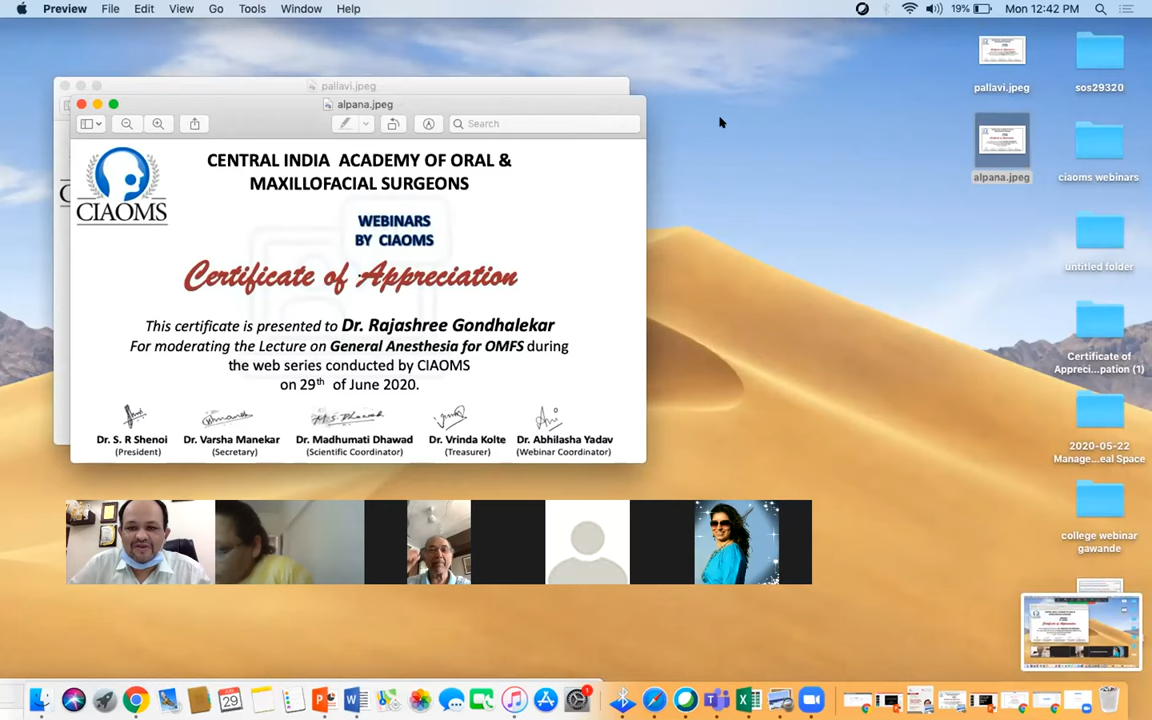 Preview File Edit View Go Tools Window Help 19% Mon 12:42 PM
pallavi.jpeg
alpana.jpeg
Search
CIAOMS
CENTRAL INDIA ACADEMY OF ORAL &
MAXILLOFACIAL SURGEONS
WEBINARS
BY CIAOMS
Certificate of Appreciation
This certificate is presented to Dr. Rajashree Gondhalekar
For moderating the Lecture on General Anesthesia for OMFS during
the web series conducted by CIAOMS
on 29th of June 2020.
Dr. S. R Shenoi Dr. Varsha Manekar Dr. Madhumati Dhawad Dr. Vrinda Kolte Dr. Abhilasha Yadav
(President) (Secretary) (Scientific Coordinator) (Treasurer) (Webinar Coordinator)
pallavi.jpeg
sos29320
alpana.jpeg
ciaoms webinars
untitled folder
Certificate of
Appreci...pation (1)
2020-05-22
Manage...eal Space
college webinar
gawande
29